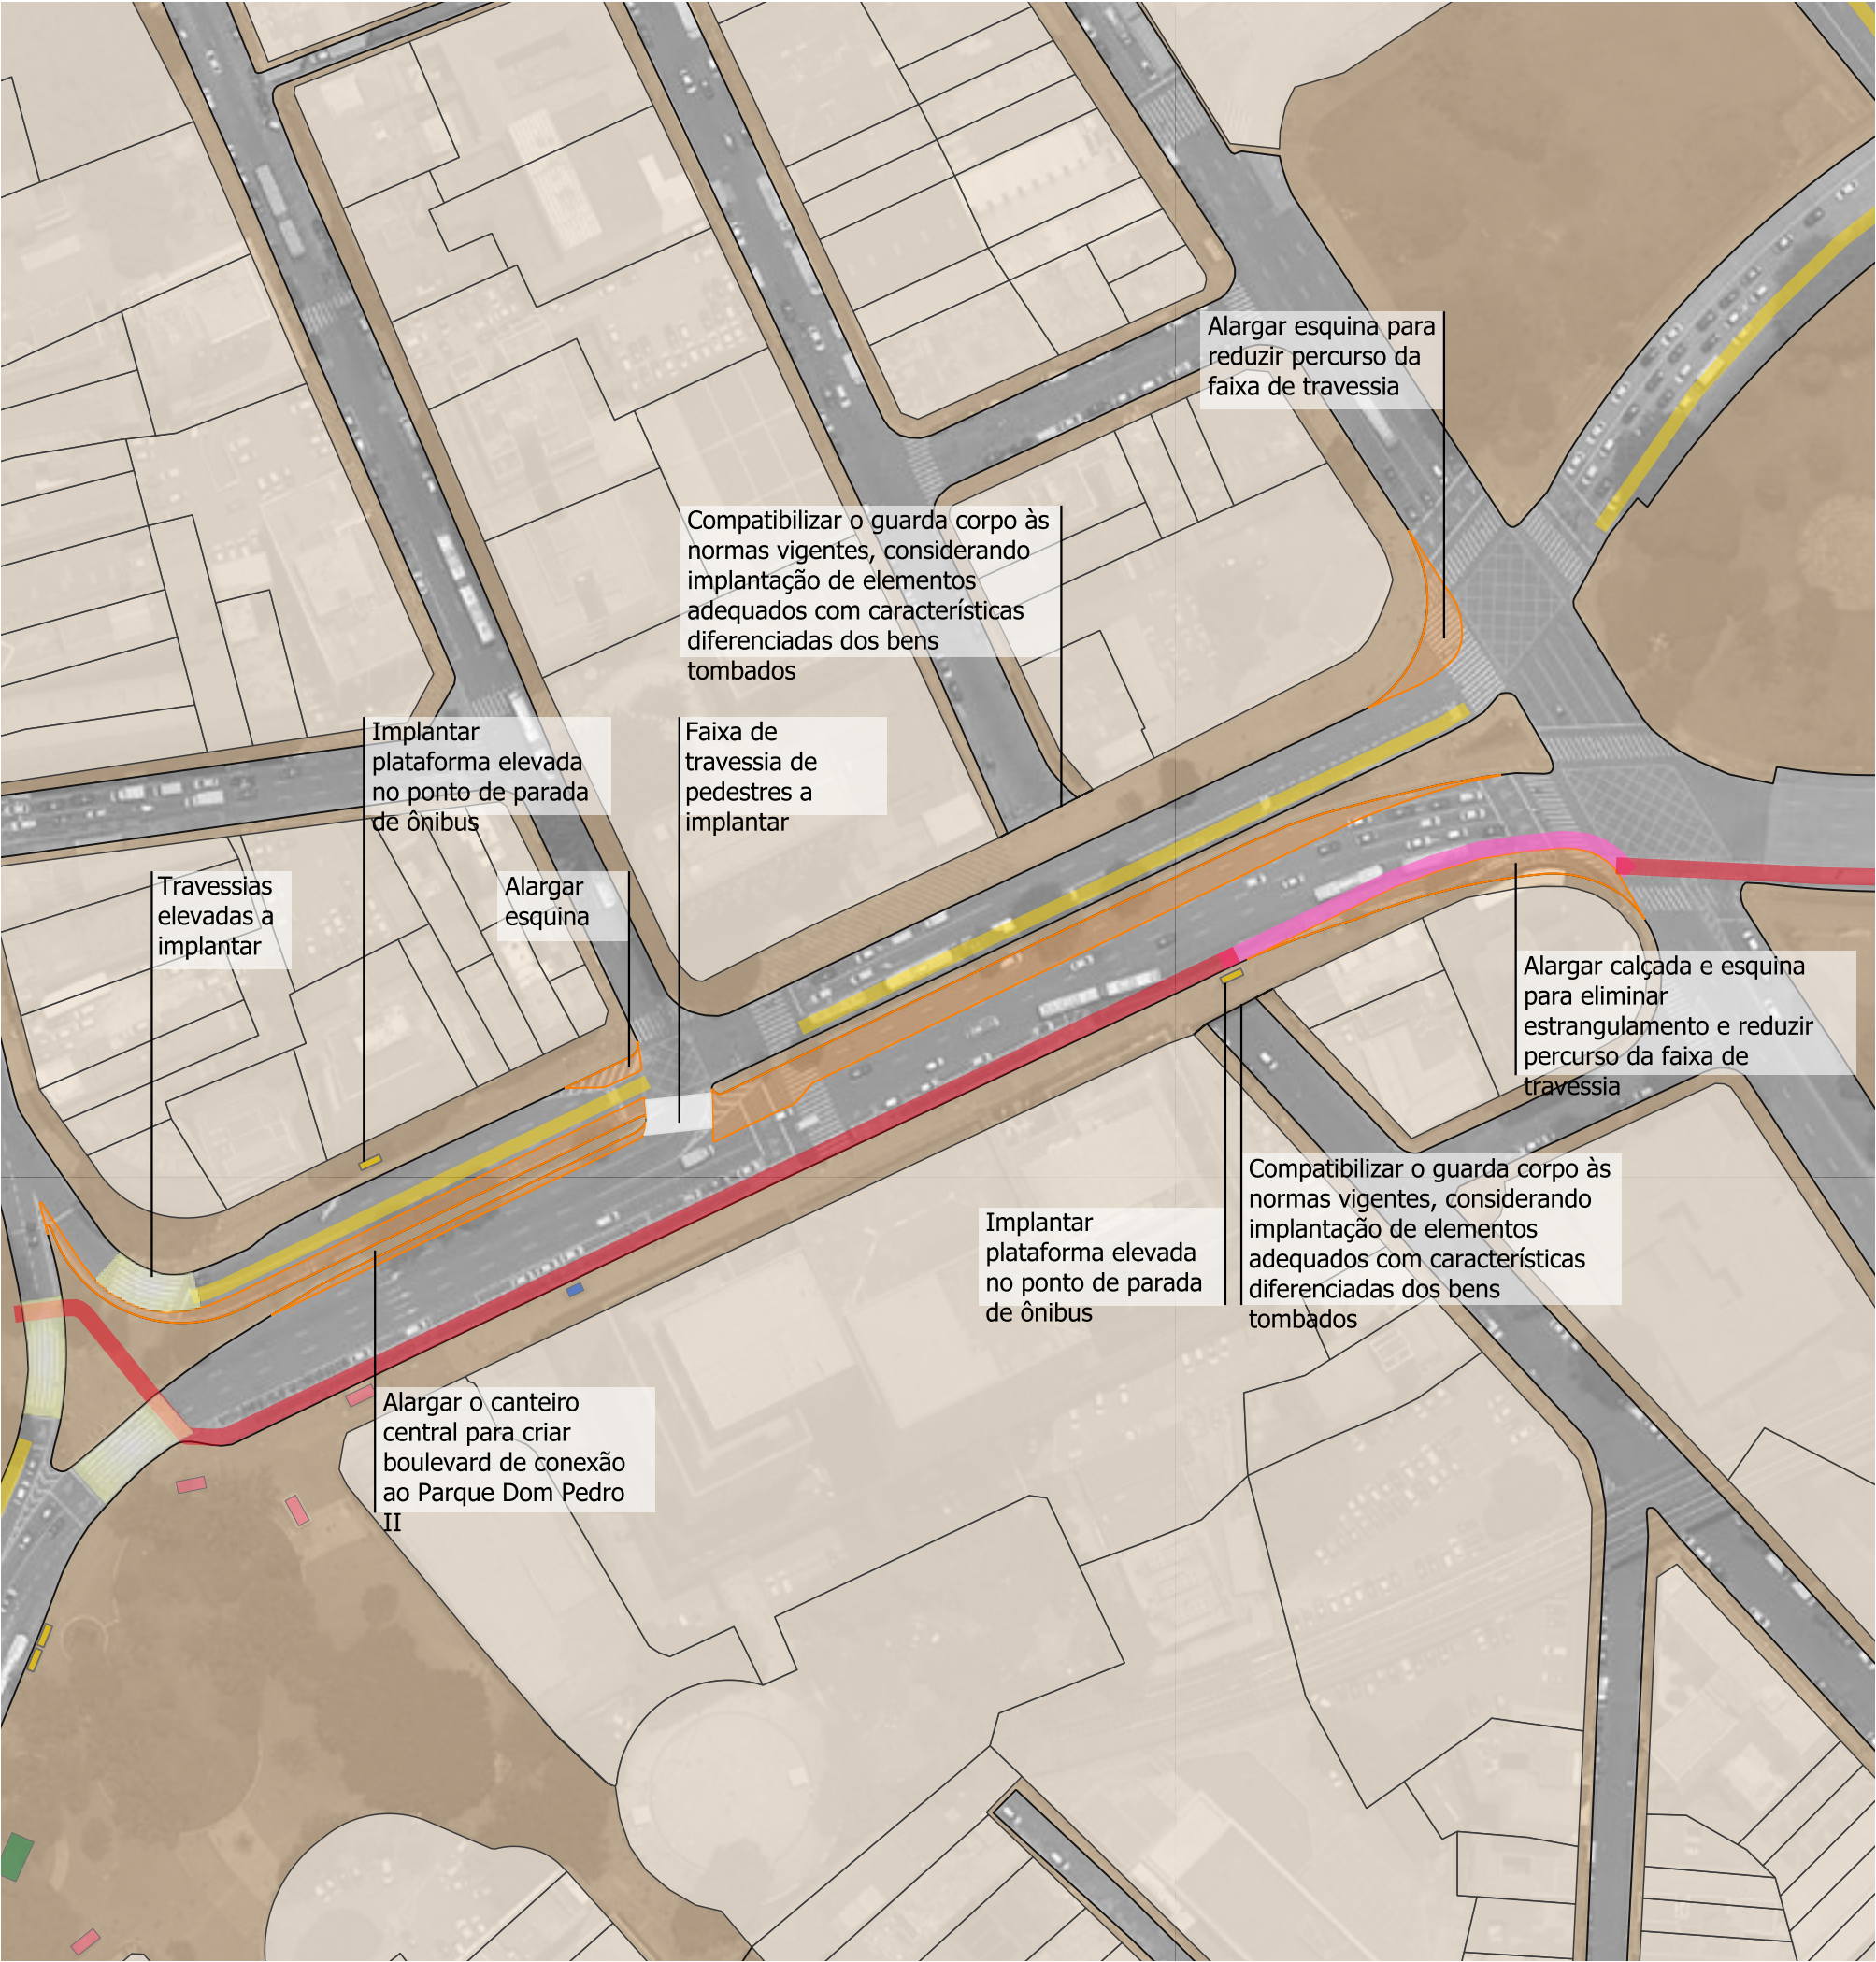 Alargar esquina para
reduzir percurso da
faixa de travessia
Compatibilizar o guarda corpo às
normas vigentes, considerando
implantação de elementos
adequados com características
diferenciadas dos bens
tombados
Implantar
plataforma elevada
no ponto de parada
de ônibus
Faixa de
travessia de
pedestres a
implantar
Travessias
elevadas a
implantar
Alargar
esquina
Alargar calçada e esquina
para eliminar
estrangulamento e reduzir
percurso da faixa de
travessia
Implantar
plataforma elevada
no ponto de parada
de ônibus
Compatibilizar o guarda corpo às
normas vigentes, considerando
implantação de elementos
adequados com características
diferenciadas dos bens
tombados
Alargar o canteiro
central para criar
boulevard de conexão
ao Parque Dom Pedro
II